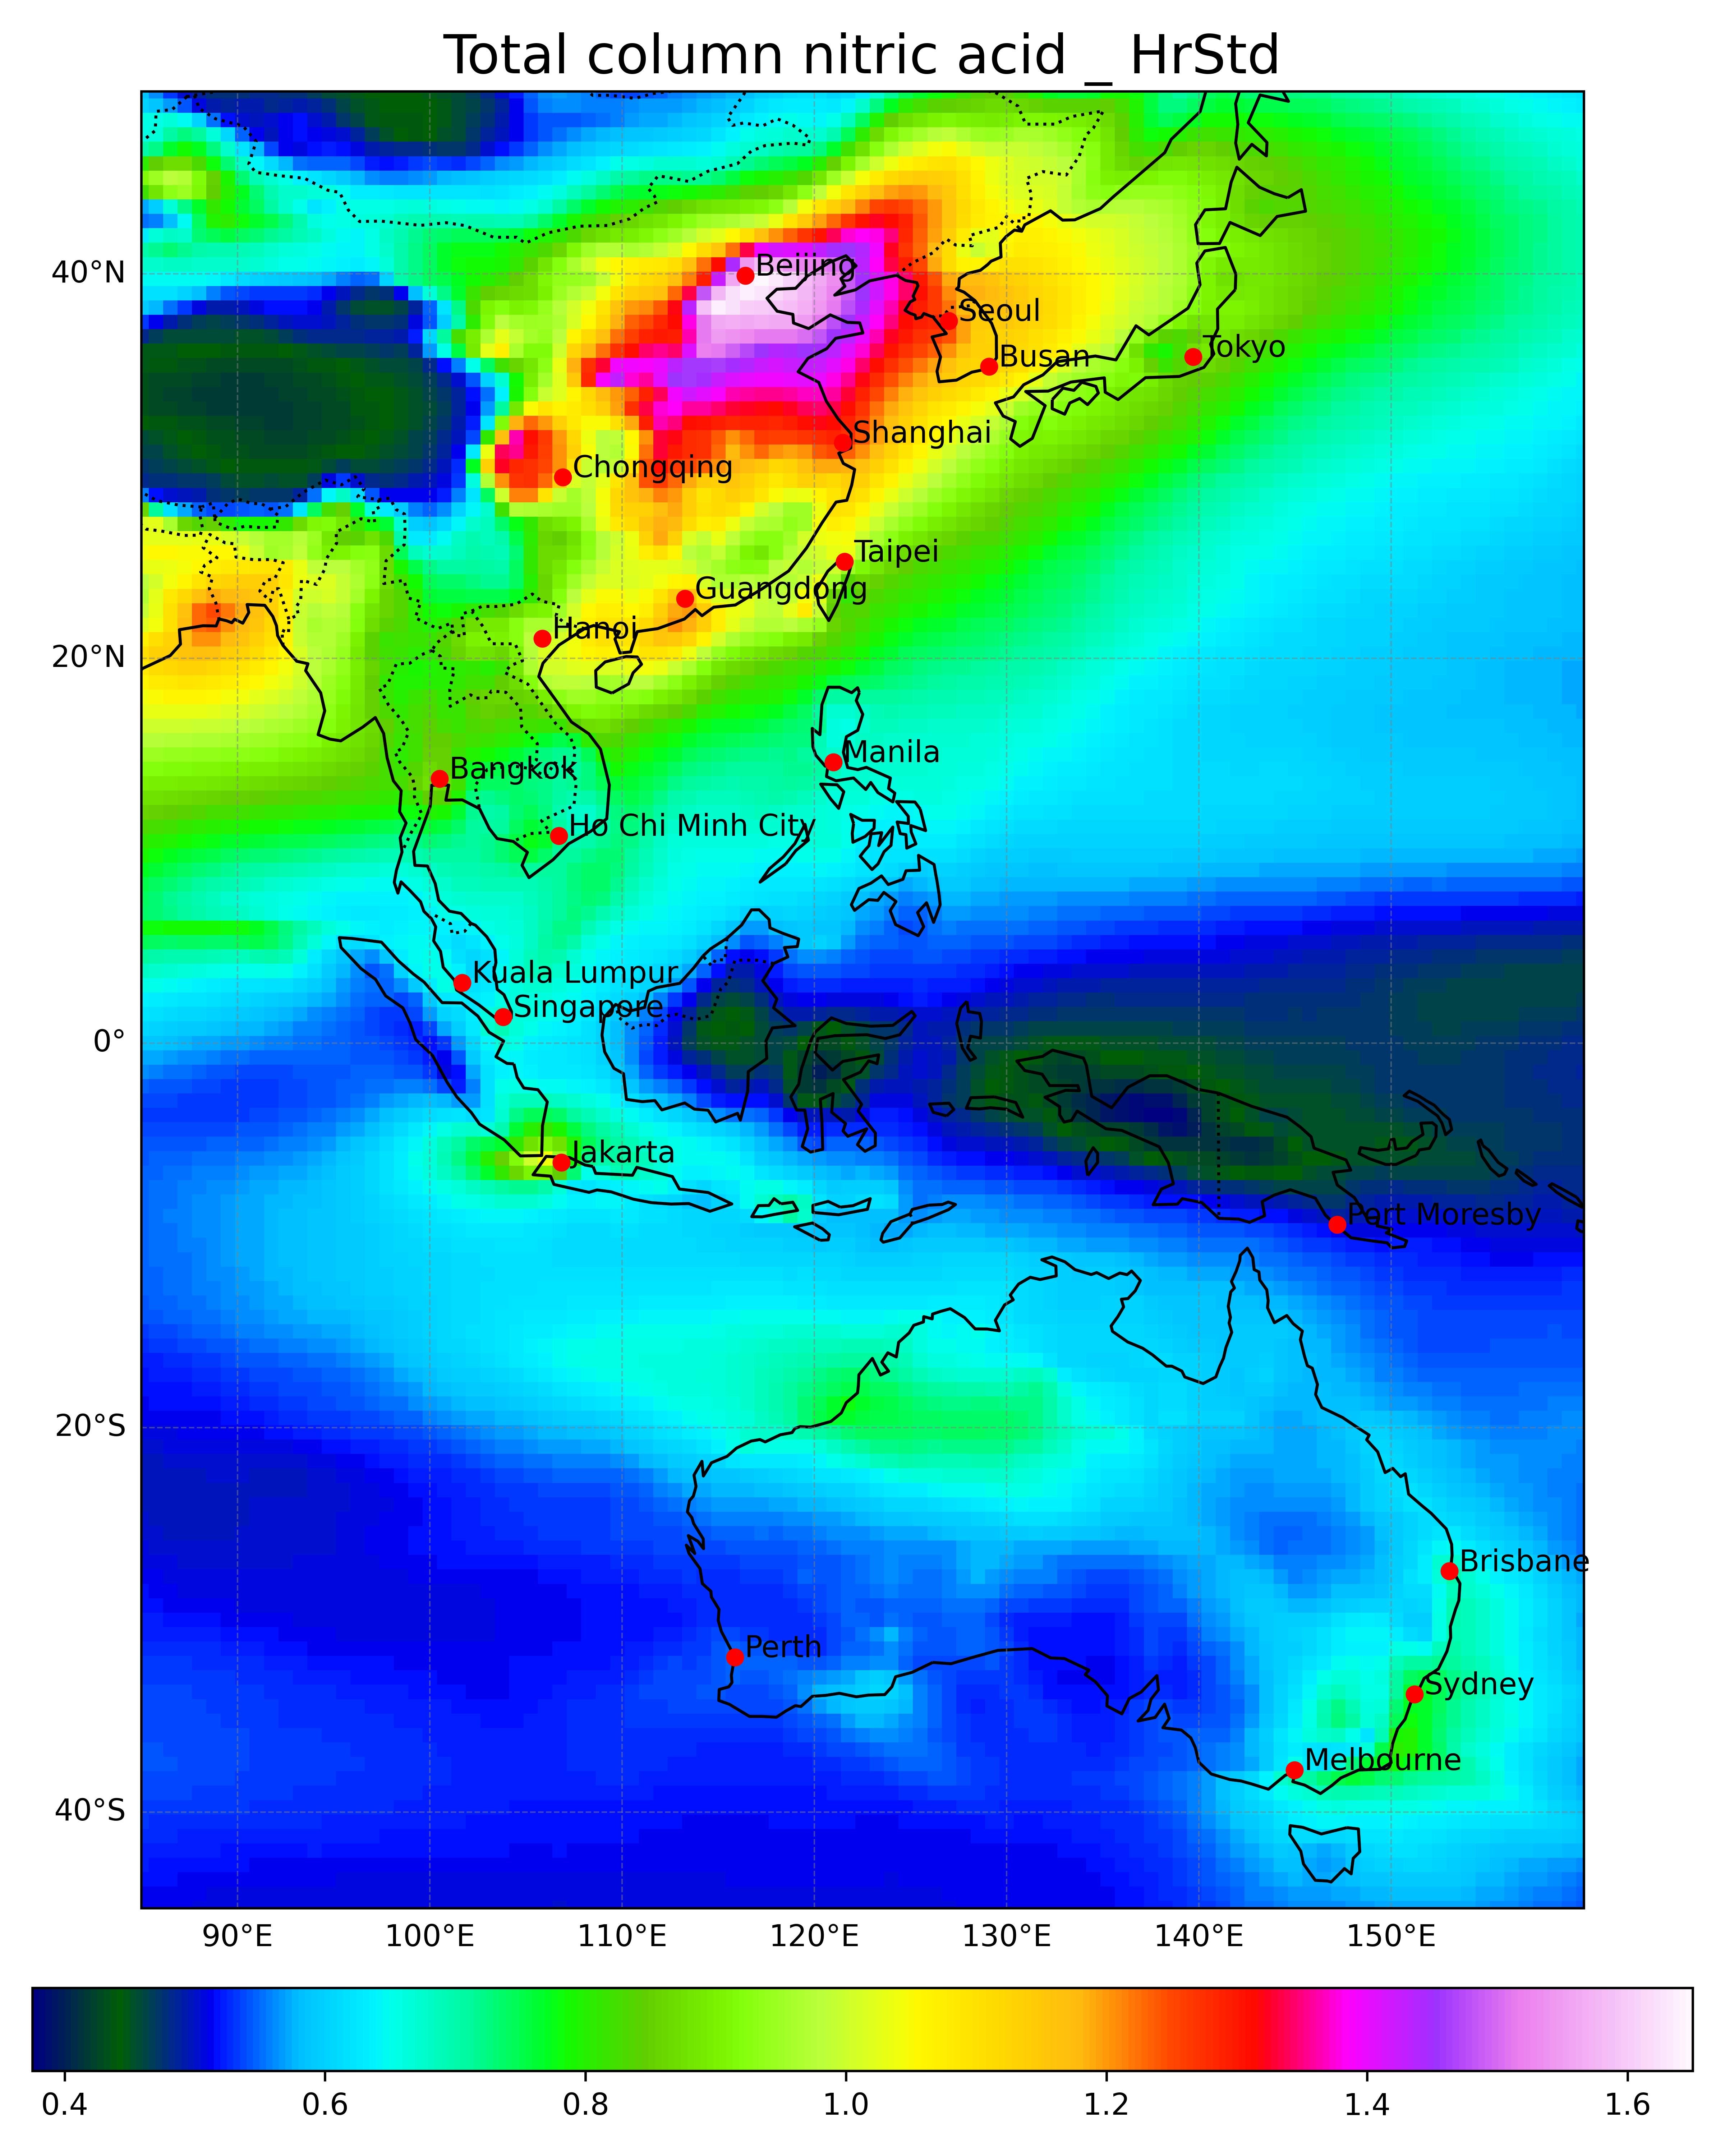 Total column nitric acid _ HrStd
40°N
20°N
0°
20°S
40°S
Beijing
Seoul
Busan
Tokyo
Shanghai
Chongqing
Taipei
Guangdong
Hanoi
Manila
Bangkok
Ho Chi Minh City
Kuala Lumpur
Singapore
Jakarta
Port Moresby
Brisbane
Perth
Sydney
Melbourne
90°E 100°E 110°E 120°E 130°E 140°E 150°E
0.4 0.6 0.8 1.0 1.2 1.4 1.6